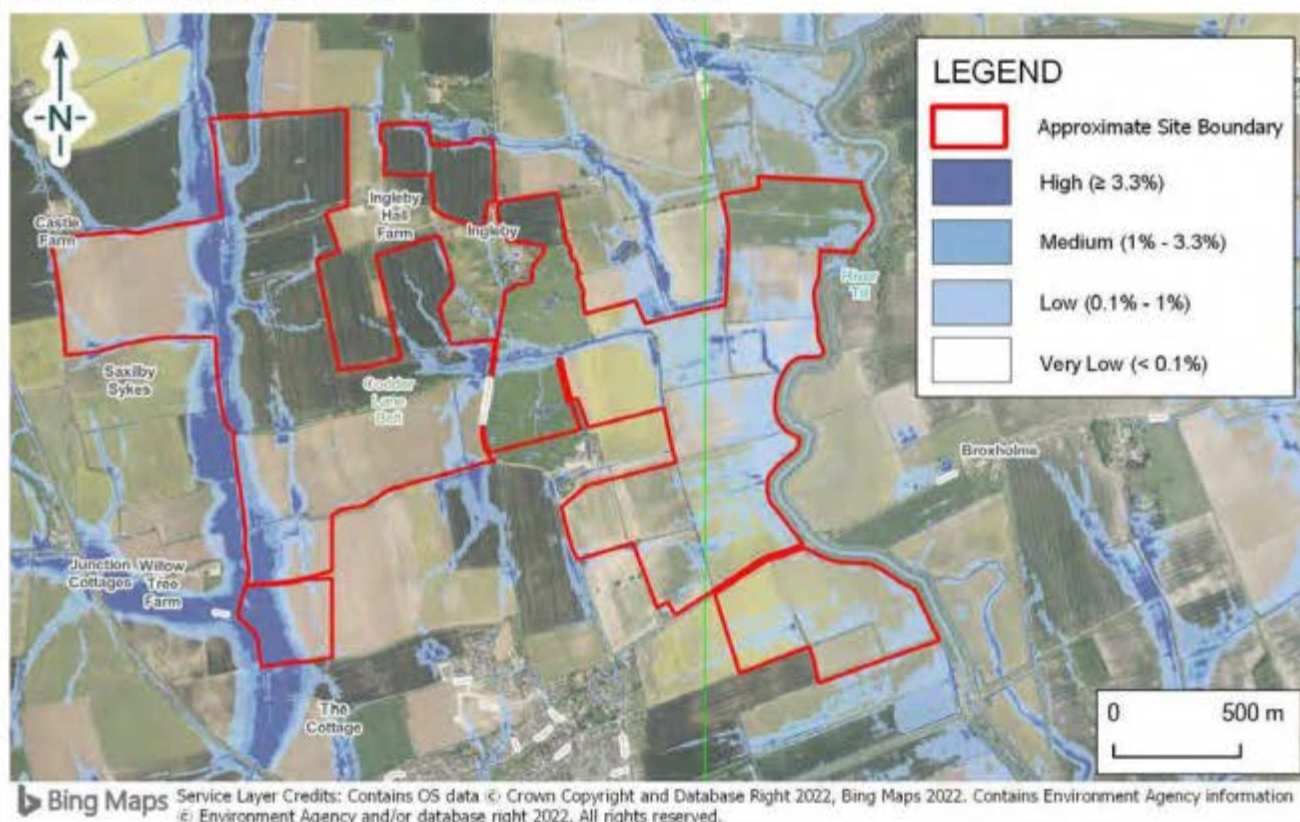 LEGEND
Approximate Site Boundary
High (≥ 3.3%)
Medium (1% - 3.3%)
Low (0.1% - 1%)
Very Low (< 0.1%)
N
Castle
Farm
Ingleby
Hall
Farm
Ingleby
River
Till
Saxilby
Sykes
Codder
Lane
Belt
Broxholme
Junction
Cottages
Willow
Tree
Farm
The
Cottage
0 500 m
Bing Maps
Service Layer Credits: Contains OS data © Crown Copyright and Database Right 2022, Bing Maps 2022. Contains Environment Agency information
© Environment Agency and/or database right 2022. All rights reserved.